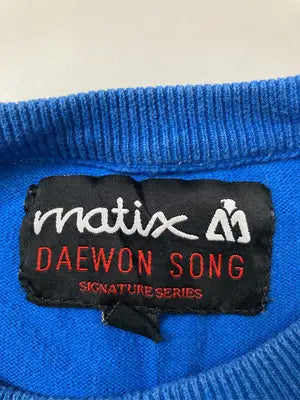 matix
DAEWON SONG
SIGNATURE SERIES